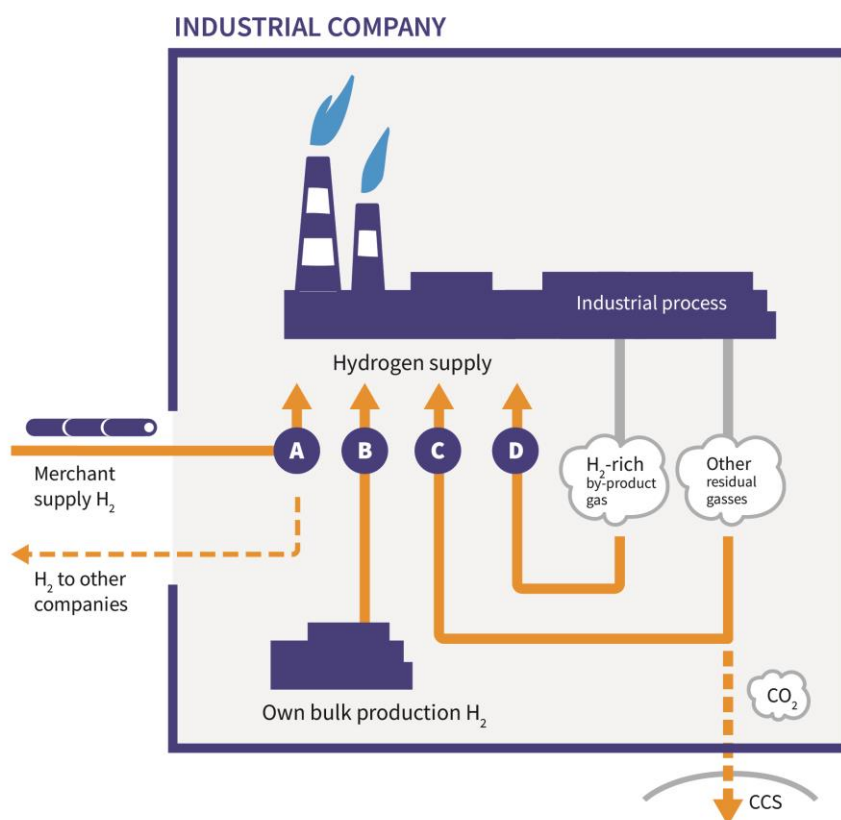 INDUSTRIAL COMPANY
Industrial process
Hydrogen supply
A
B
C
D
Merchant
supply H₂
H₂-rich
by-product
gas
Other
residual
gasses
H₂ to other
companies
Own bulk production H₂
CO₂
CCS